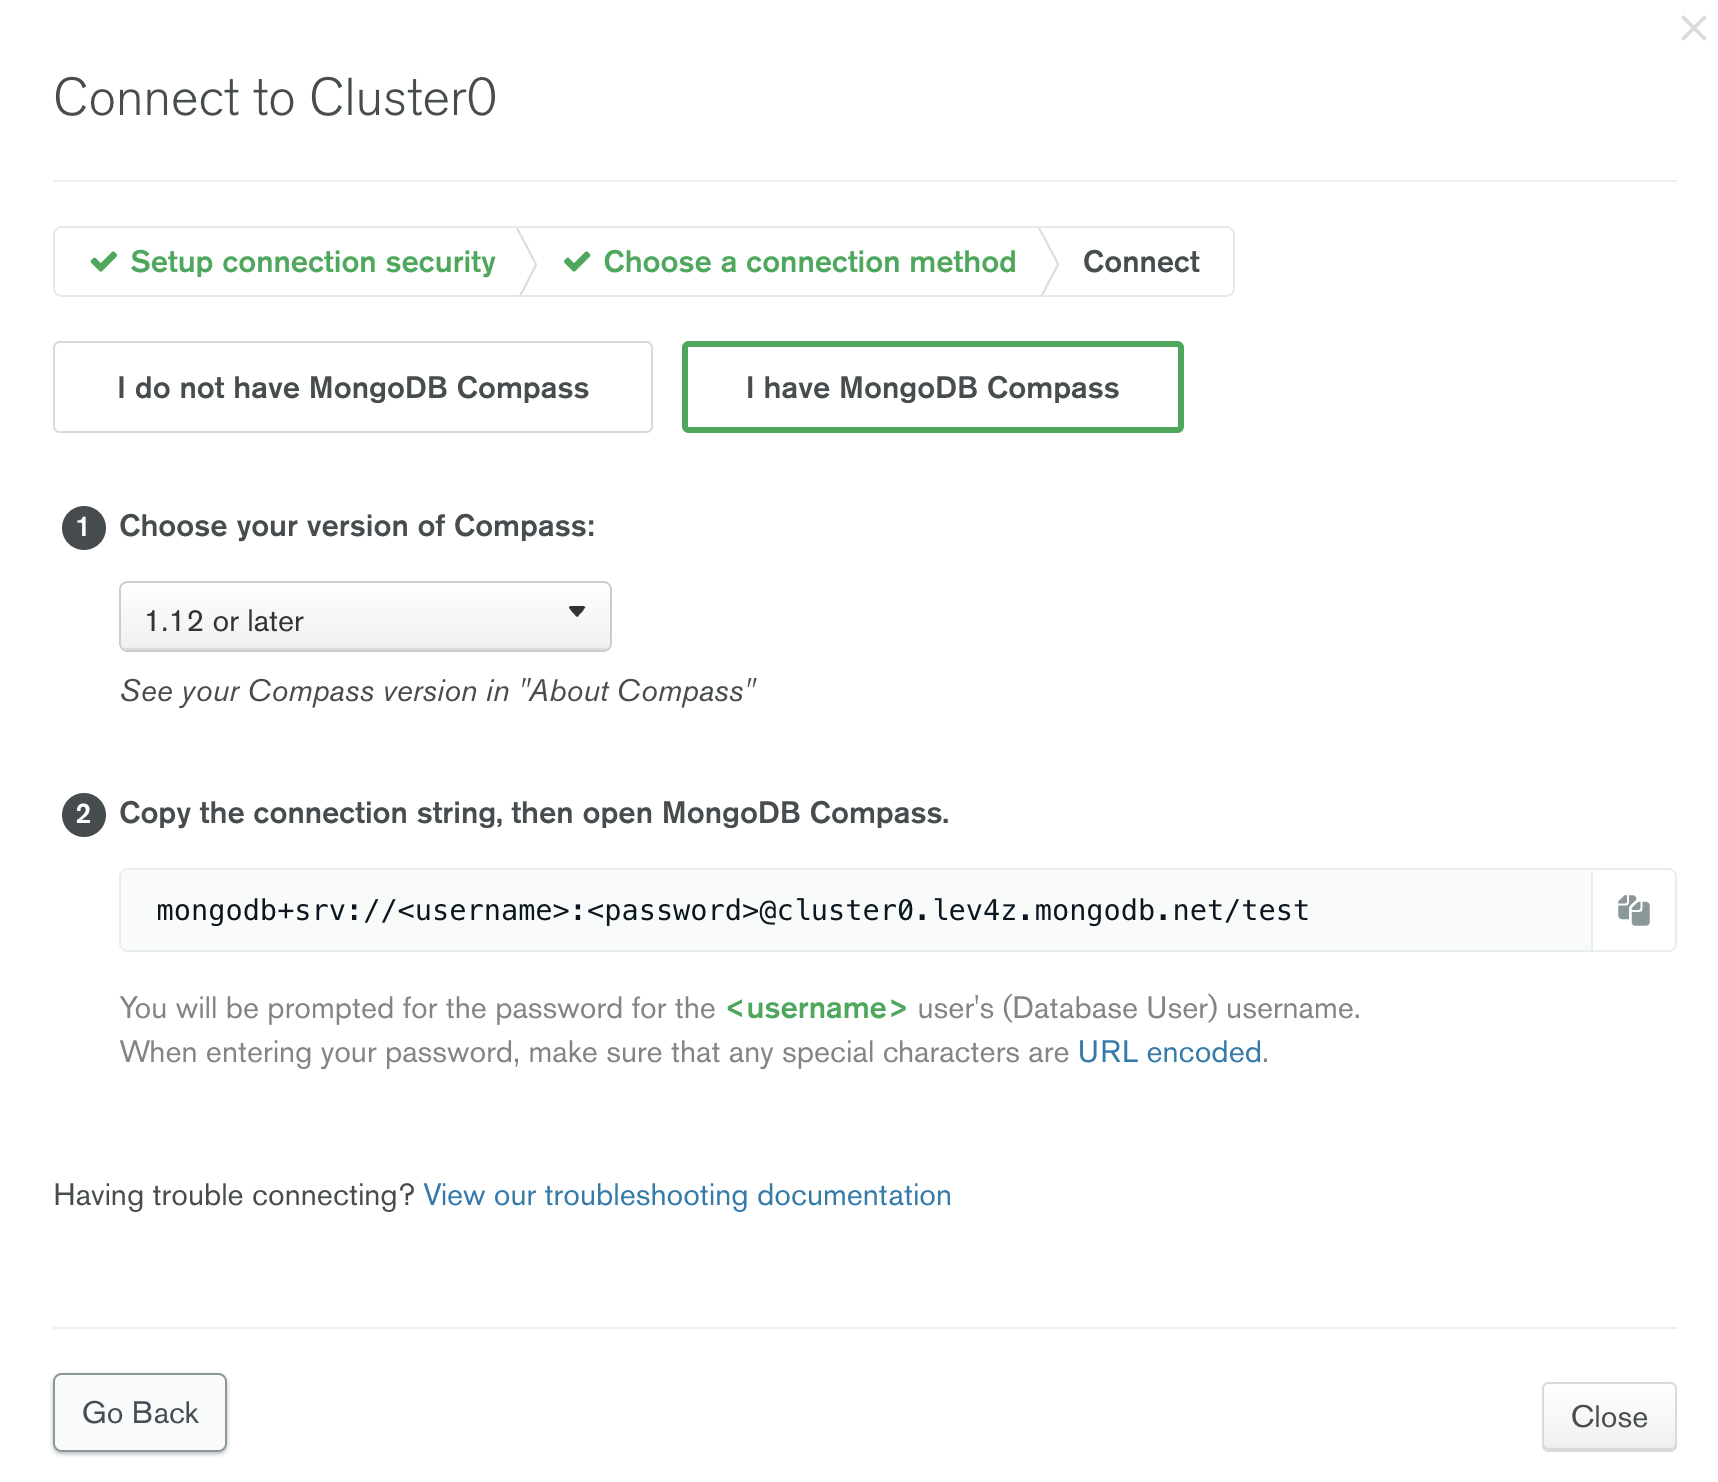 Connect to Cluster0
Setup connection security
Choose a connection method
Connect
I do not have MongoDB Compass
I have MongoDB Compass
1 Choose your version of Compass:
1.12 or later
See your Compass version in "About Compass"
2 Copy the connection string, then open MongoDB Compass.
mongodb+srv://<username>:<password>@cluster0.lev4z.mongodb.net/test
You will be prompted for the password for the <username> user's (Database User) username.
When entering your password, make sure that any special characters are URL encoded.
Having trouble connecting? View our troubleshooting documentation
Go Back
Close